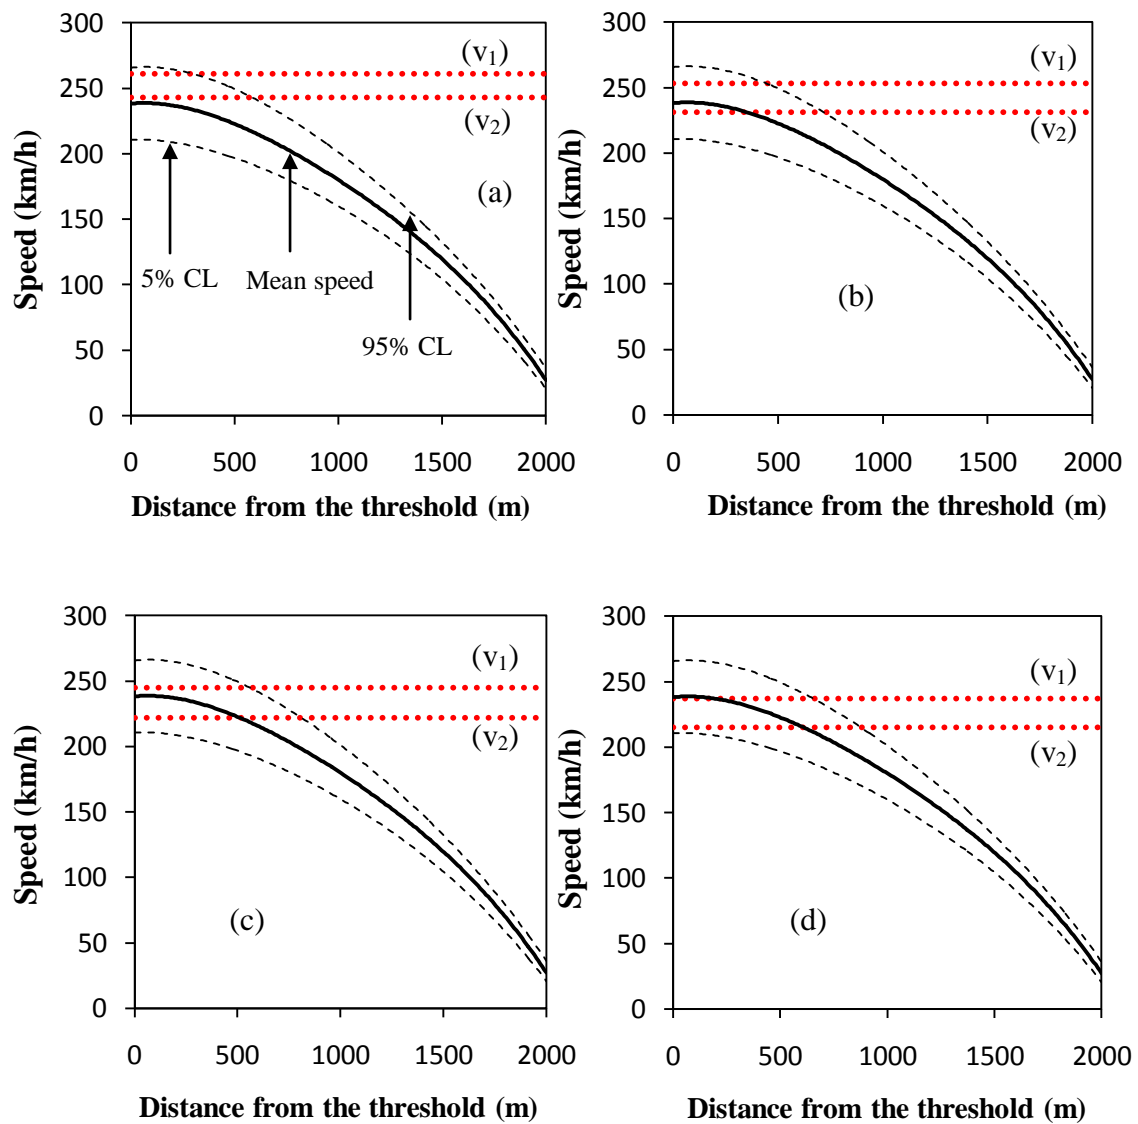 300
250
200
150
100
50
0
Speed (km/h)
(v1)
(v2)
(a)
5% CL
Mean speed
95% CL
0 500 1000 1500 2000
Distance from the threshold (m)
300
250
200
150
100
50
0
Speed (km/h)
(v1)
(v2)
(b)
0 500 1000 1500 2000
Distance from the threshold (m)
300
250
200
150
100
50
0
Speed (km/h)
(v1)
(v2)
(c)
0 500 1000 1500 2000
Distance from the threshold (m)
300
250
200
150
100
50
0
Speed (km/h)
(v1)
(v2)
(d)
0 500 1000 1500 2000
Distance from the threshold (m)